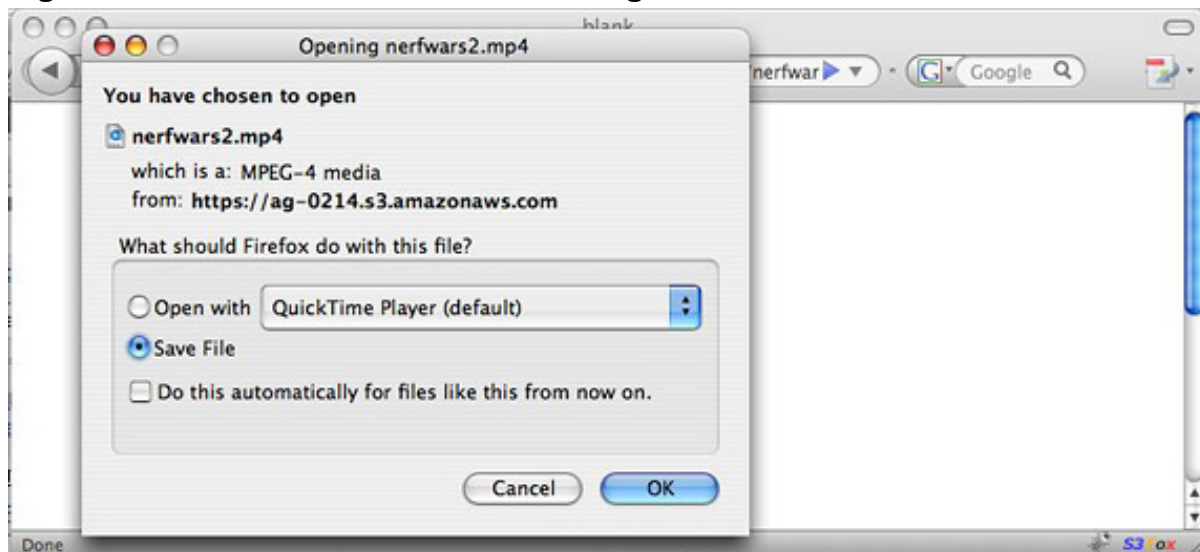 blank
Opening nerfwars2.mp4
nerfwar
Google
You have chosen to open
nerfwars2.mp4
which is a: MPEG-4 media
from: https://ag-0214.s3.amazonaws.com
What should Firefox do with this file?
Open with QuickTime Player (default)
Save File
Do this automatically for files like this from now on.
Cancel OK
Done